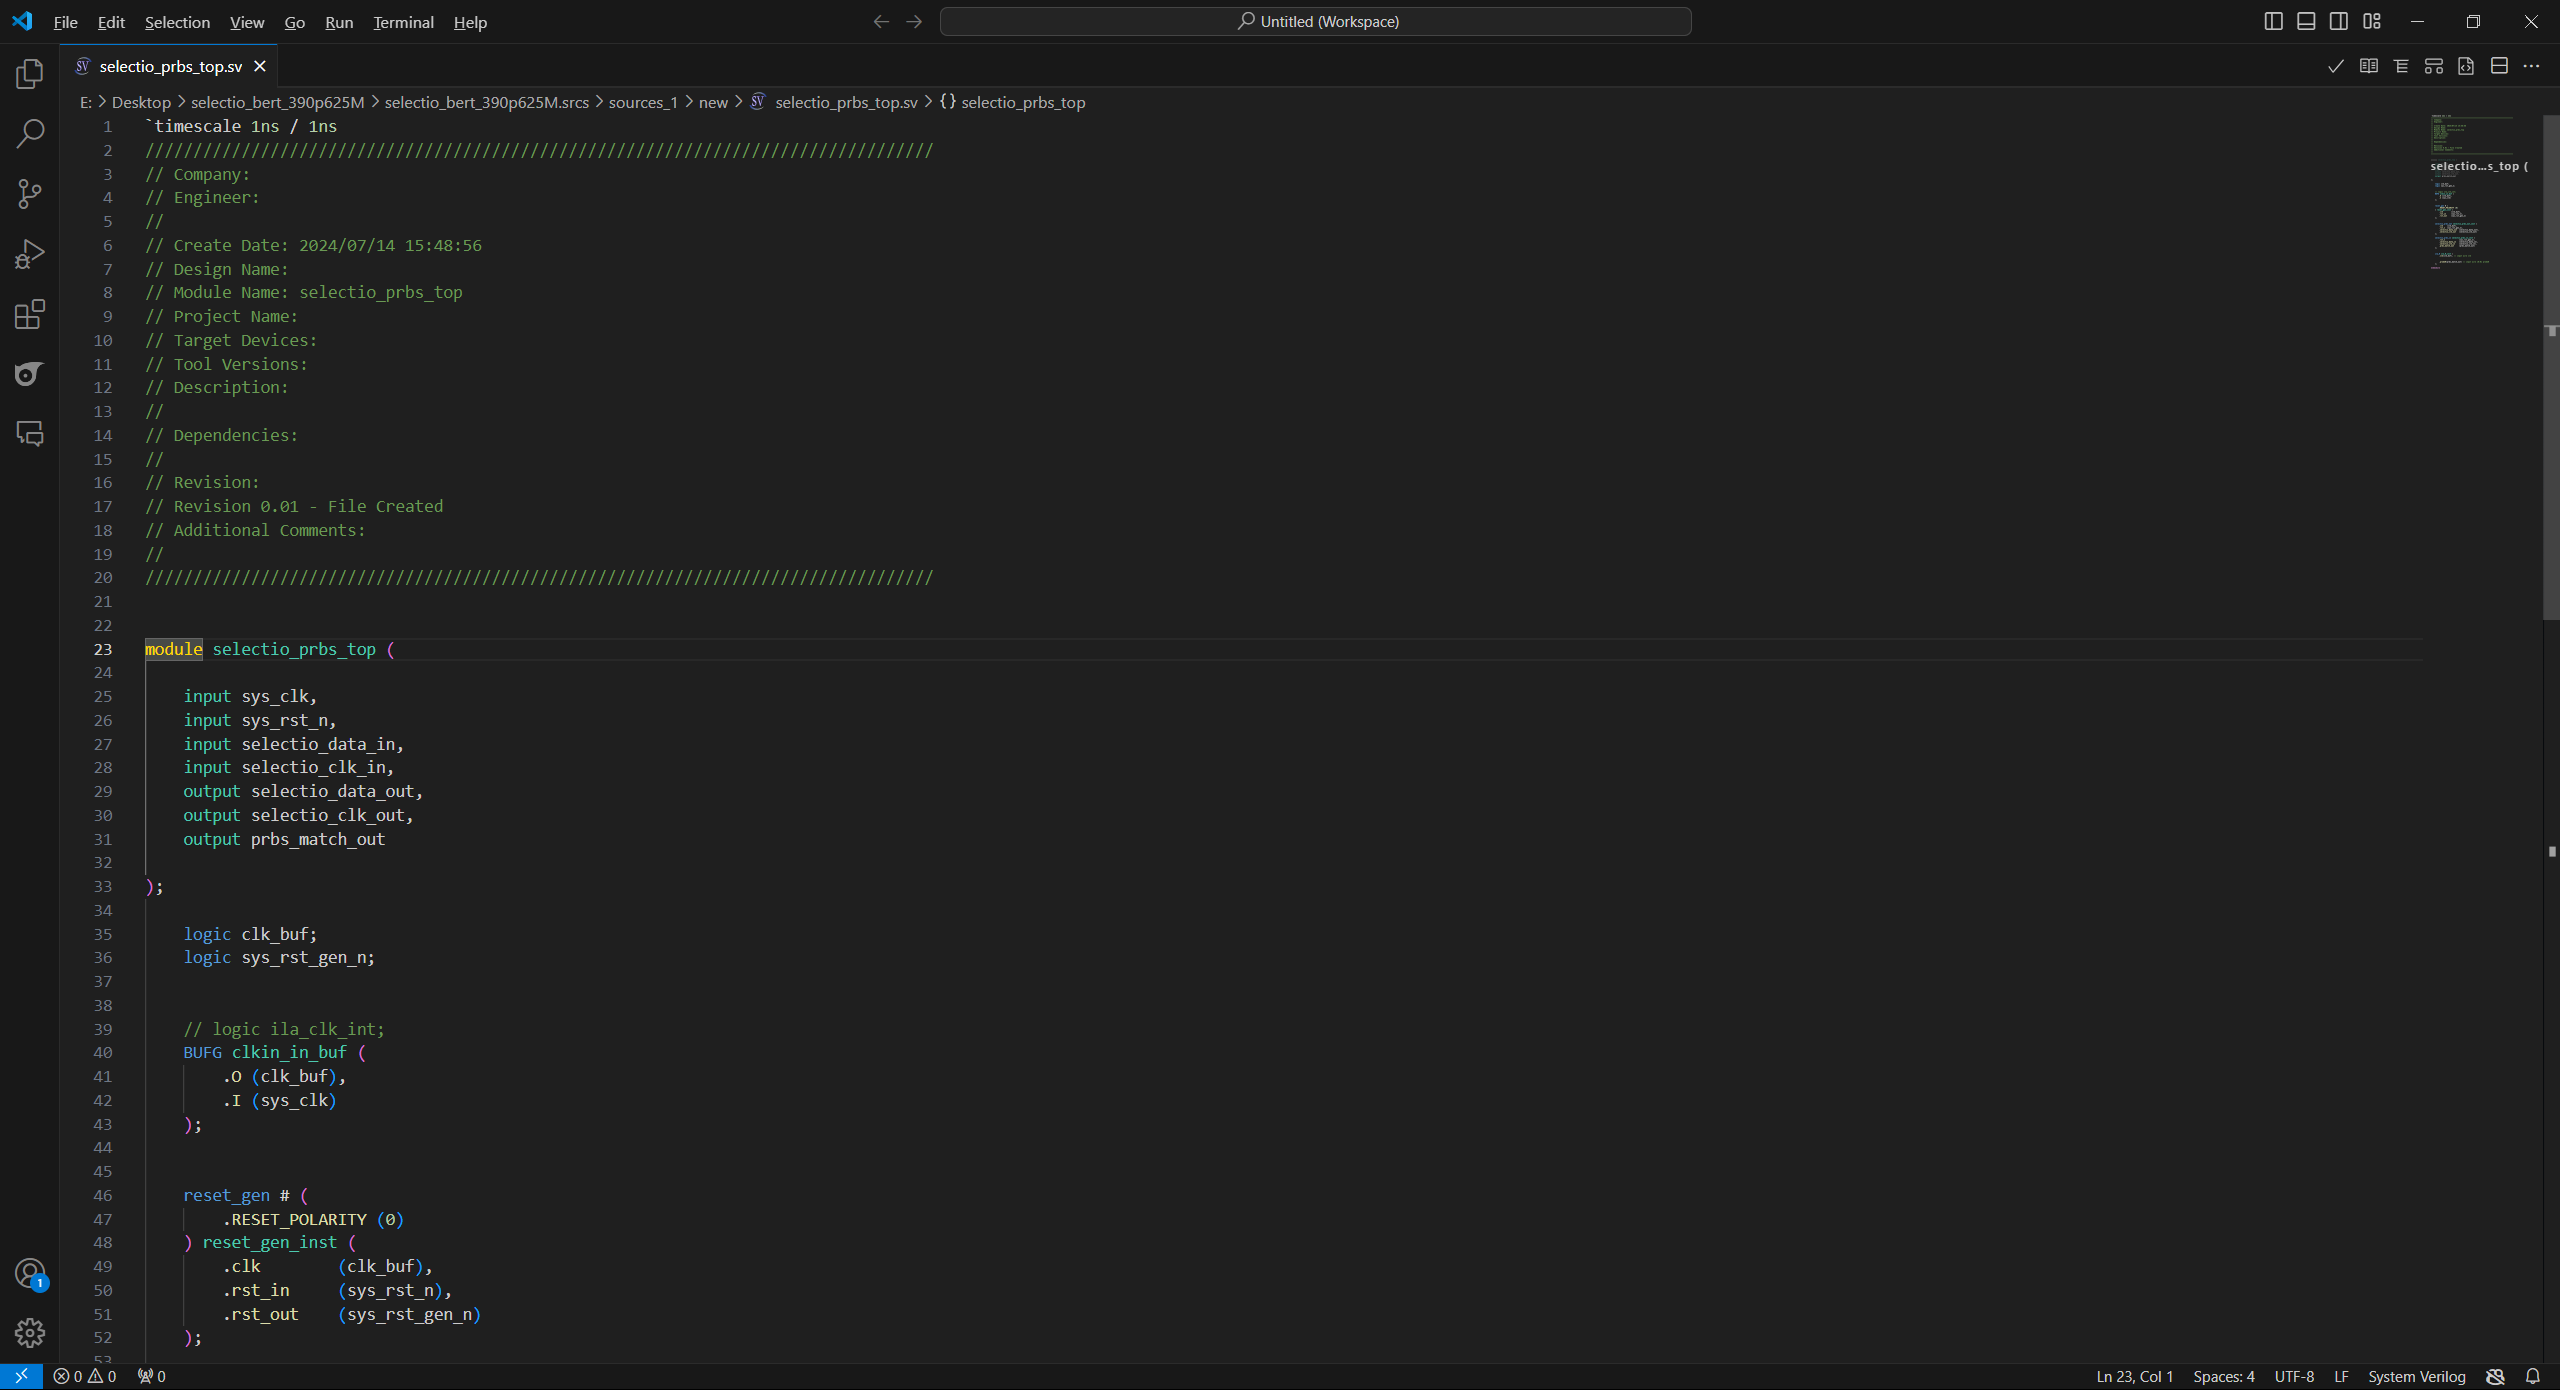 File Edit Selection View Go Run Terminal Help
Untitled (Workspace)
selectio_prbs_top.sv
E: > Desktop > selectio_bert_390p625M > selectio_bert_390p625M.srcs > sources_1 > new > selectio_prbs_top.sv > {} selectio_prbs_top
1 `timescale 1ns / 1ns
2 //////////////////////////////////////////////////////////////////////////////////
3 // Company:
4 // Engineer:
5 //
6 // Create Date: 2024/07/14 15:48:56
7 // Design Name:
8 // Module Name: selectio_prbs_top
9 // Project Name:
10 // Target Devices:
11 // Tool Versions:
12 // Description:
13 //
14 // Dependencies:
15 //
16 // Revision:
17 // Revision 0.01 - File Created
18 // Additional Comments:
19 //
20 //////////////////////////////////////////////////////////////////////////////////
21
22
23 module selectio_prbs_top (
24
25     input sys_clk,
26     input sys_rst_n,
27     input selectio_data_in,
28     input selectio_clk_in,
29     output selectio_data_out,
30     output selectio_clk_out,
31     output prbs_match_out
32
33 );
34
35     logic clk_buf;
36     logic sys_rst_gen_n;
37
38
39     // logic ila_clk_int;
40     BUFG clkin_in_buf (
41         .O (clk_buf),
42         .I (sys_clk)
43     );
44
45
46     reset_gen # (
47         .RESET_POLARITY (0)
48     ) reset_gen_inst (
49         .clk        (clk_buf),
50         .rst_in     (sys_rst_n),
51         .rst_out    (sys_rst_gen_n)
52     );
53
selectio...s_top (
1
0 0 0
Ln 23, Col 1 Spaces: 4 UTF-8 LF System Verilog